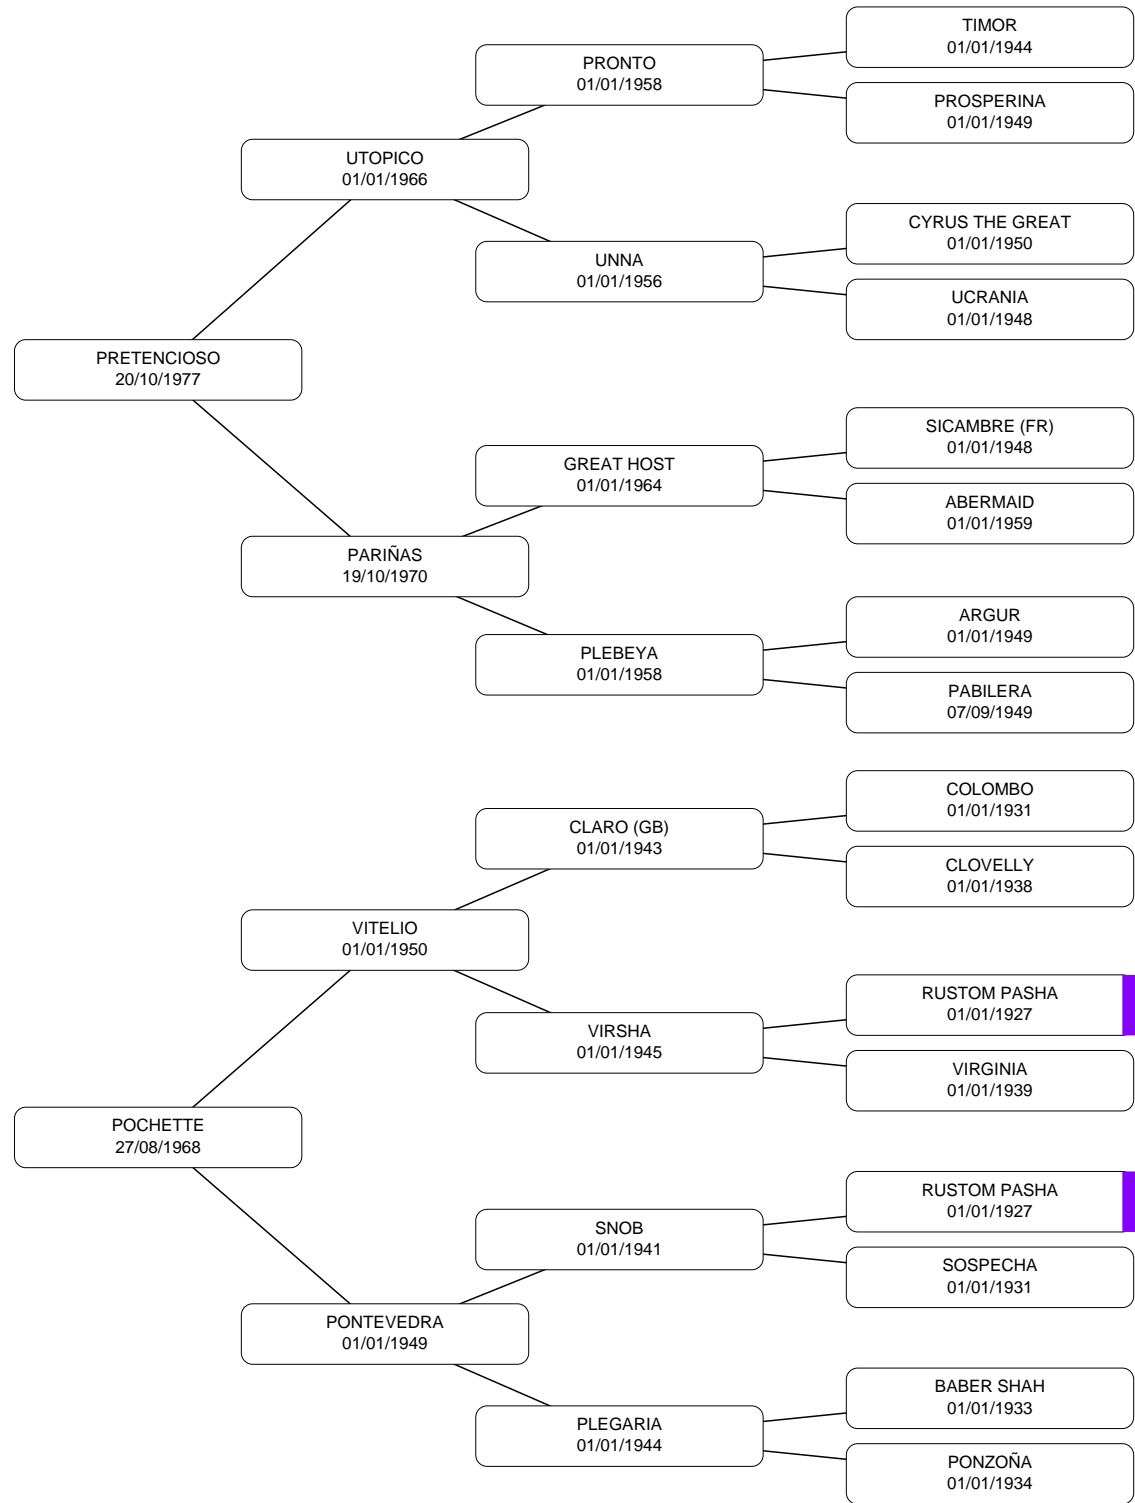 TIMOR
01/01/1944
PRONTO
01/01/1958
PROSPERINA
01/01/1949
UTOPICO
01/01/1966
CYRUS THE GREAT
01/01/1950
UNNA
01/01/1956
UCRANIA
01/01/1948
PRETENCIOSO
20/10/1977
SICAMBRE (FR)
01/01/1948
GREAT HOST
01/01/1964
ABERMAID
01/01/1959
PARIÑAS
19/10/1970
ARGUR
01/01/1949
PLEBEYA
01/01/1958
PABILERA
07/09/1949
COLOMBO
01/01/1931
CLARO (GB)
01/01/1943
CLOVELLY
01/01/1938
VITELIO
01/01/1950
RUSTOM PASHA
01/01/1927
VIRSHA
01/01/1945
VIRGINIA
01/01/1939
POCHETTE
27/08/1968
RUSTOM PASHA
01/01/1927
SNOB
01/01/1941
SOSPECHA
01/01/1931
PONTEVEDRA
01/01/1949
BABER SHAH
01/01/1933
PLEGARIA
01/01/1944
PONZOÑA
01/01/1934